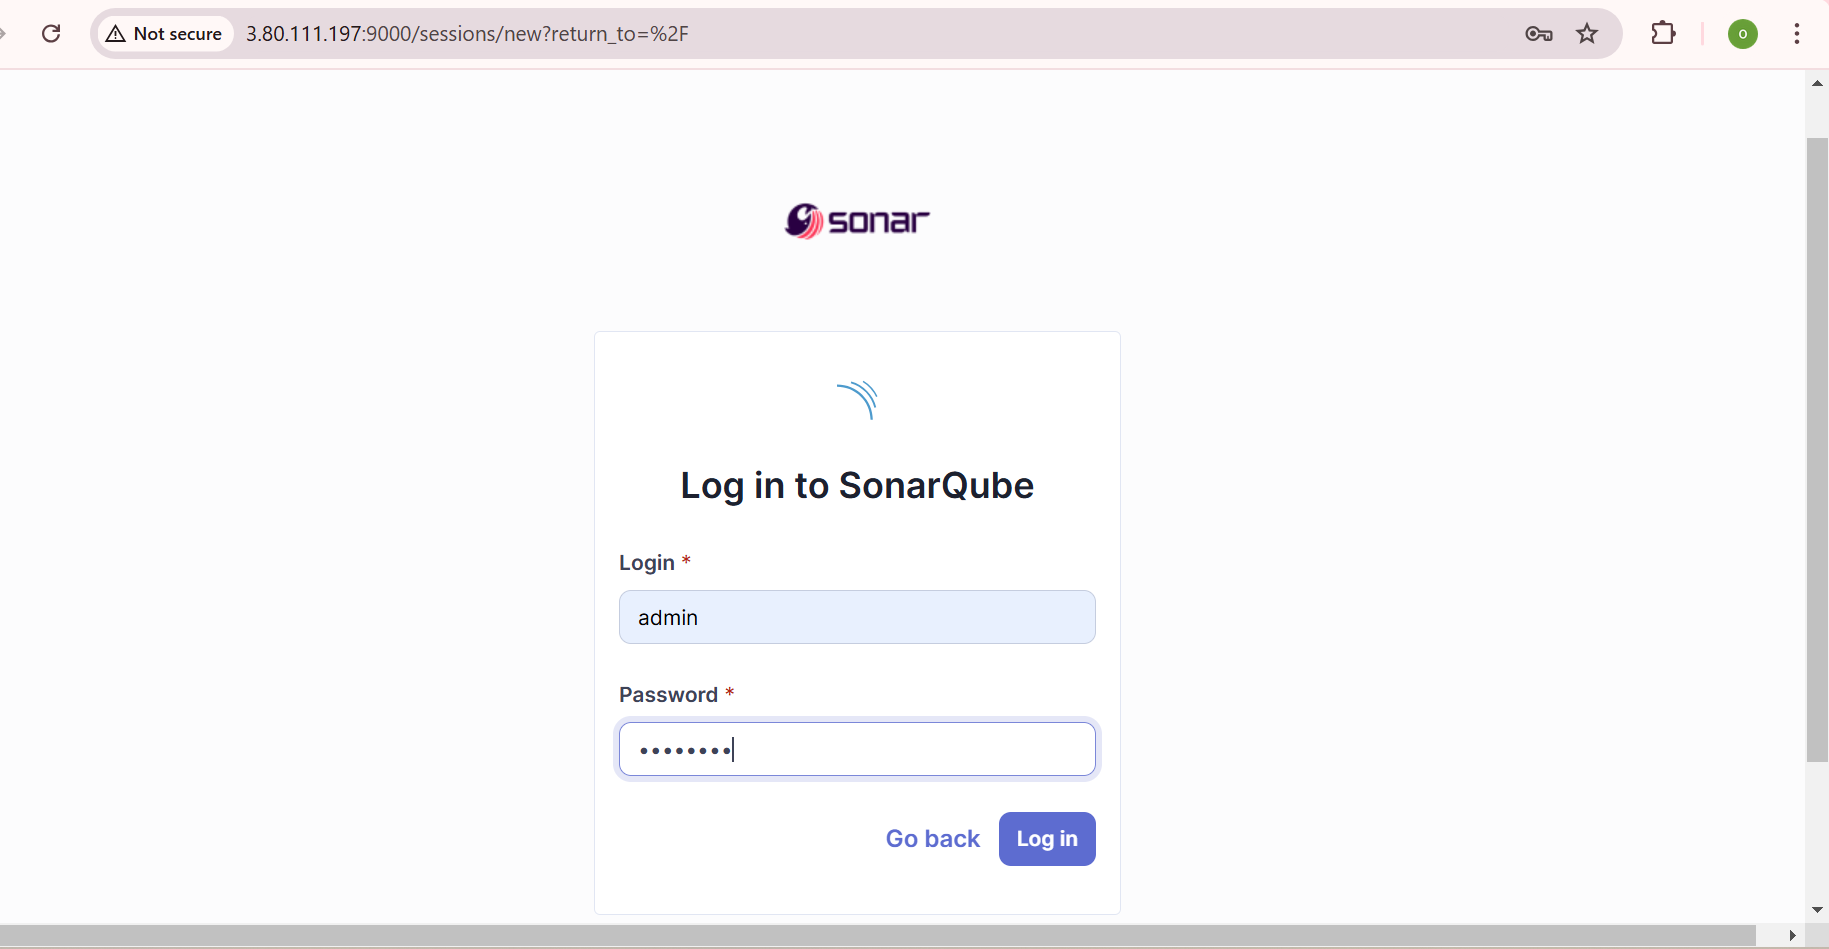 Not secure 3.80.111.197:9000/sessions/new?return_to=%2F
o
sonar
Log in to SonarQube
Login *
admin
Password *
••••••••
Go back
Log in